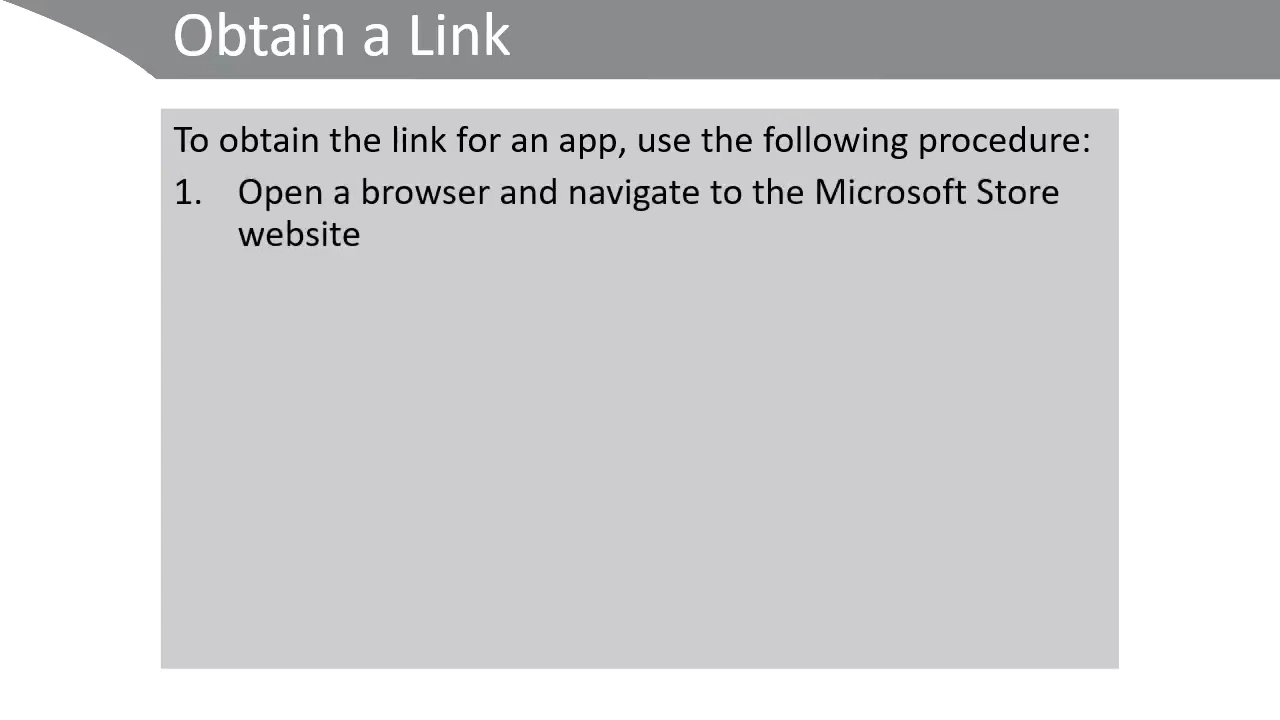 Obtain a Link
To obtain the link for an app, use the following procedure:
1. Open a browser and navigate to the Microsoft Store
website